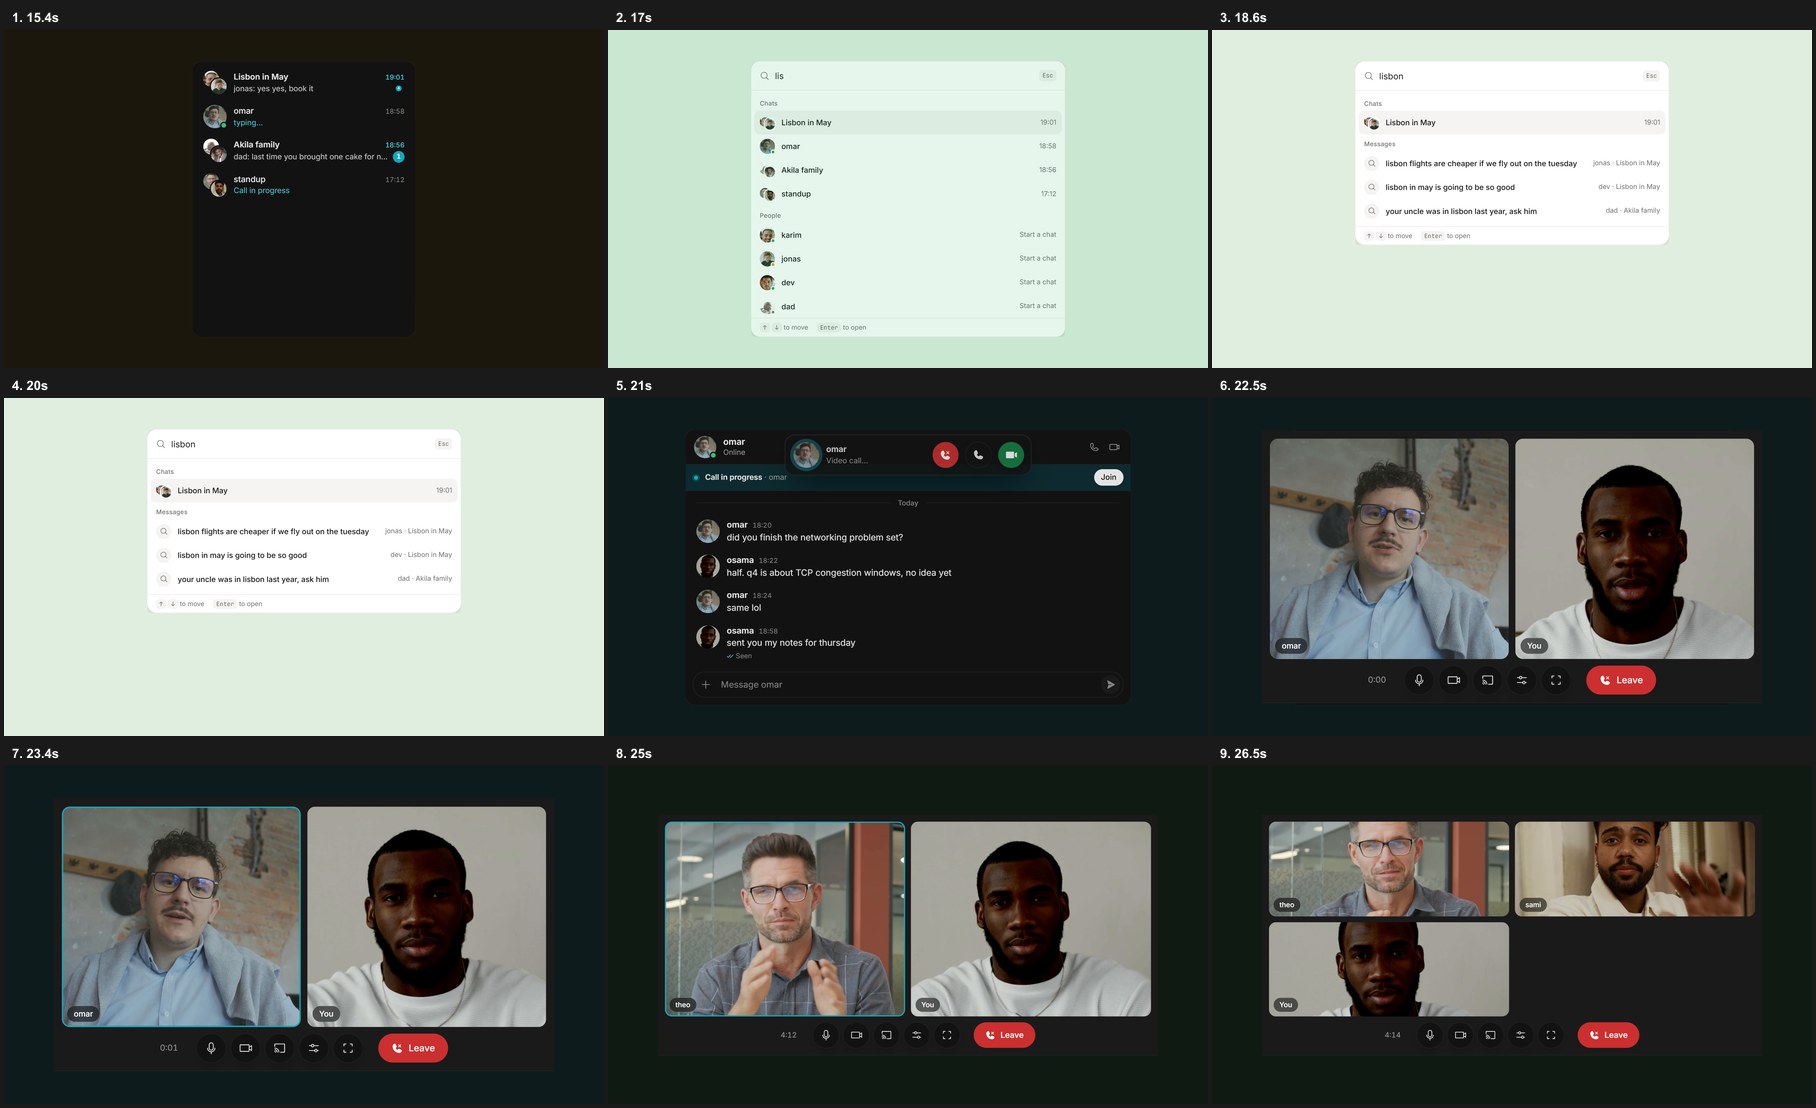 1. 15.4s
Lisbon in May 19:01
jonas: yes yes, book it
omar 18:58
typing...
Akila family 18:56
dad: last time you brought one cake for n... 1
standup 17:12
Call in progress
2. 17s
lis Esc
Chats
Lisbon in May 19:01
omar 18:58
Akila family 18:56
standup 17:12
People
karim Start a chat
jonas Start a chat
dev Start a chat
dad Start a chat
↑ ↓ to move Enter to open
3. 18.6s
lisbon Esc
Chats
Lisbon in May 19:01
Messages
lisbon flights are cheaper if we fly out on the tuesday jonas · Lisbon in May
lisbon in may is going to be so good dev · Lisbon in May
your uncle was in lisbon last year, ask him dad · Akila family
↑ ↓ to move Enter to open
4. 20s
lisbon Esc
Chats
Lisbon in May 19:01
Messages
lisbon flights are cheaper if we fly out on the tuesday jonas · Lisbon in May
lisbon in may is going to be so good dev · Lisbon in May
your uncle was in lisbon last year, ask him dad · Akila family
↑ ↓ to move Enter to open
5. 21s
omar
Online
omar
Video call...
Call in progress · omar Join
Today
omar 18:20
did you finish the networking problem set?
osama 18:22
half. q4 is about TCP congestion windows, no idea yet
omar 18:24
same lol
osama 18:58
sent you my notes for thursday
Seen
Message omar
6. 22.5s
omar You
0:00 Leave
7. 23.4s
omar You
0:01 Leave
8. 25s
theo You
4:12 Leave
9. 26.5s
theo sami
You
4:14 Leave